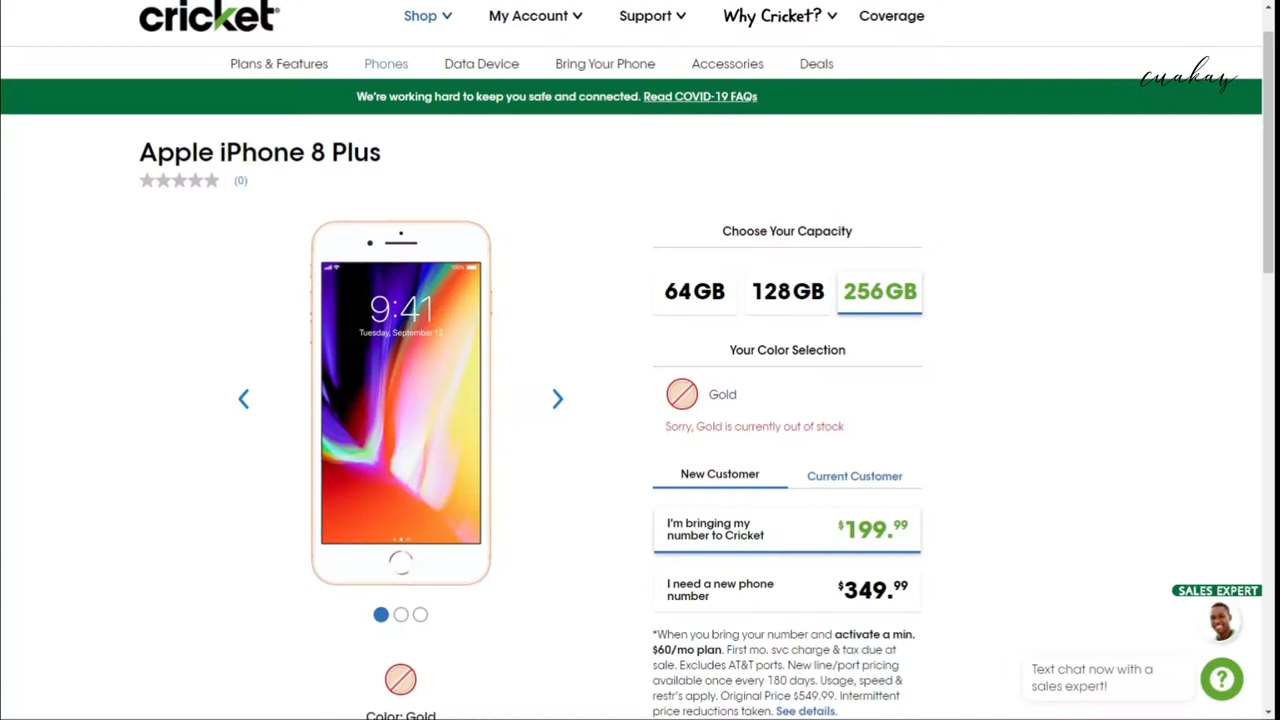 cricket
Shop
My Account
Support
Why Cricket?
Coverage
Plans & Features
Phones
Data Device
Bring Your Phone
Accessories
Deals
cuakay
We're working hard to keep you safe and connected. Read COVID-19 FAQs
Apple iPhone 8 Plus
(0)
100%
9:41
Tuesday, September 12
Color: Gold
Choose Your Capacity
64GB
128GB
256GB
Your Color Selection
Gold
Sorry, Gold is currently out of stock
New Customer
Current Customer
I'm bringing my
number to Cricket
$199.99
I need a new phone
number
$349.99
*When you bring your number and activate a min.
$60/mo plan. First mo. svc charge & tax due at
sale. Excludes AT&T ports. New line/port pricing
available once every 180 days. Usage, speed &
restr's apply. Original Price $549.99. Intermittent
price reductions taken. See details.
SALES EXPERT
Text chat now with a
sales expert!
?